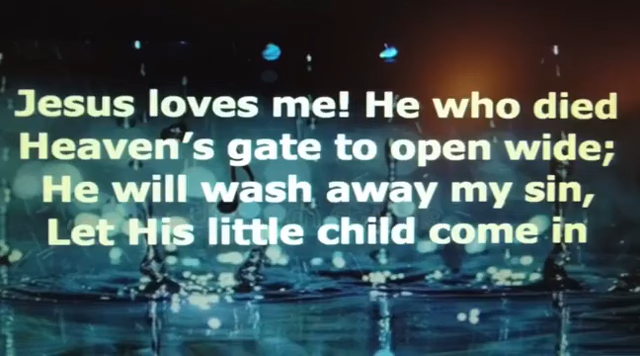 Jesus loves me! He who died
Heaven's gate to open wide;
He will wash away my sin,
Let His little child come in